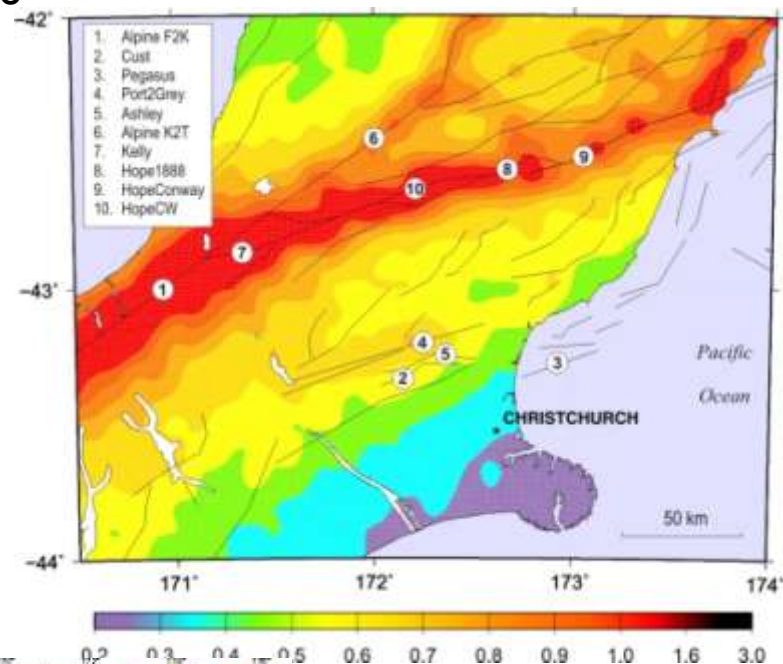 −42°
1. Alpine F2K
2. Cust
3. Pegasus
4. Port2Grey
5. Ashley
6. Alpine K2T
7. Kelly
8. Hope1888
9. HopeConway
10. HopeCW
6
9
8
10
7
1
−43°
4
5
3
2
Pacific
Ocean
CHRISTCHURCH
50 km
−44°
171° 172° 173° 174°
0.2 0.3 0.4 0.5 0.6 0.7 0.8 0.9 1.0 1.6 3.0